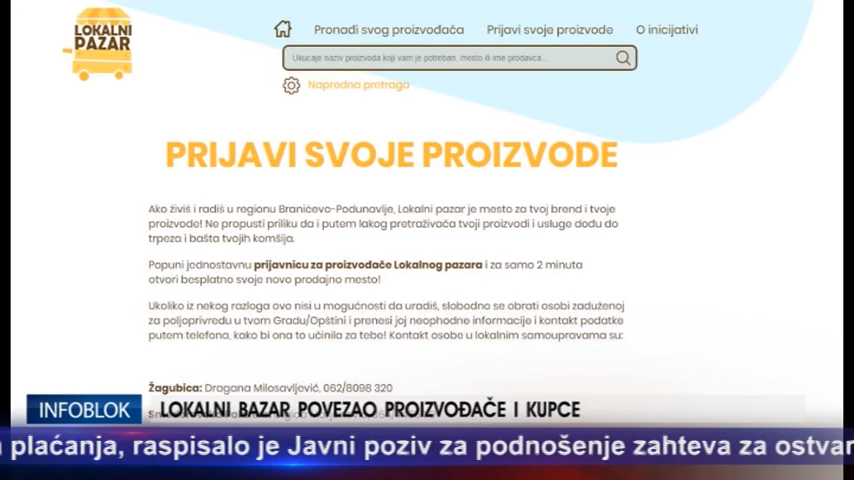 LOKALNI
PAZAR
Pronađi svog proizvođača Prijavi svoje proizvode O inicijativi
Ukucaje naziv proizvoda koji vam je potreban, mesto ili ime prodavca...
Napredna pretraga
PRIJAVI SVOJE PROIZVODE
Ako živiš i radiš u regionu Braničevo-Podunavlje, Lokalni pazar je mesto za tvoj brend i tvoje
proizvode! Ne propusti priliku da i putem lakog pretraživača tvoji proizvodi i usluge dođu do
trpeza i bašta tvojih komšija.
Popuni jednostavnu prijavnicu za proizvođače Lokalnog pazara i za samo 2 minuta
otvori besplatno svoje novo prodajno mesto!
Ukoliko iz nekog razloga ovo nisi u mogućnosti da uradiš, slobodno se obrati osobi zaduženoj
za poljoprivredu u tvom Gradu/Opštini i prenesi joj neophodne informacije i kontakt podatke
putem telefona, kako bi ona to učinila za tebe! Kontakt osobe u lokalnim samoupravama su:
Žagubica: Dragana Milosavljević, 062/8098 320
INFOBLOK LOKALNI BAZAR POVEZAO PROIZVOĐAČE I KUPCE
plaćanja, raspisalo je Javni poziv za podnošenje zahteva za ostvar